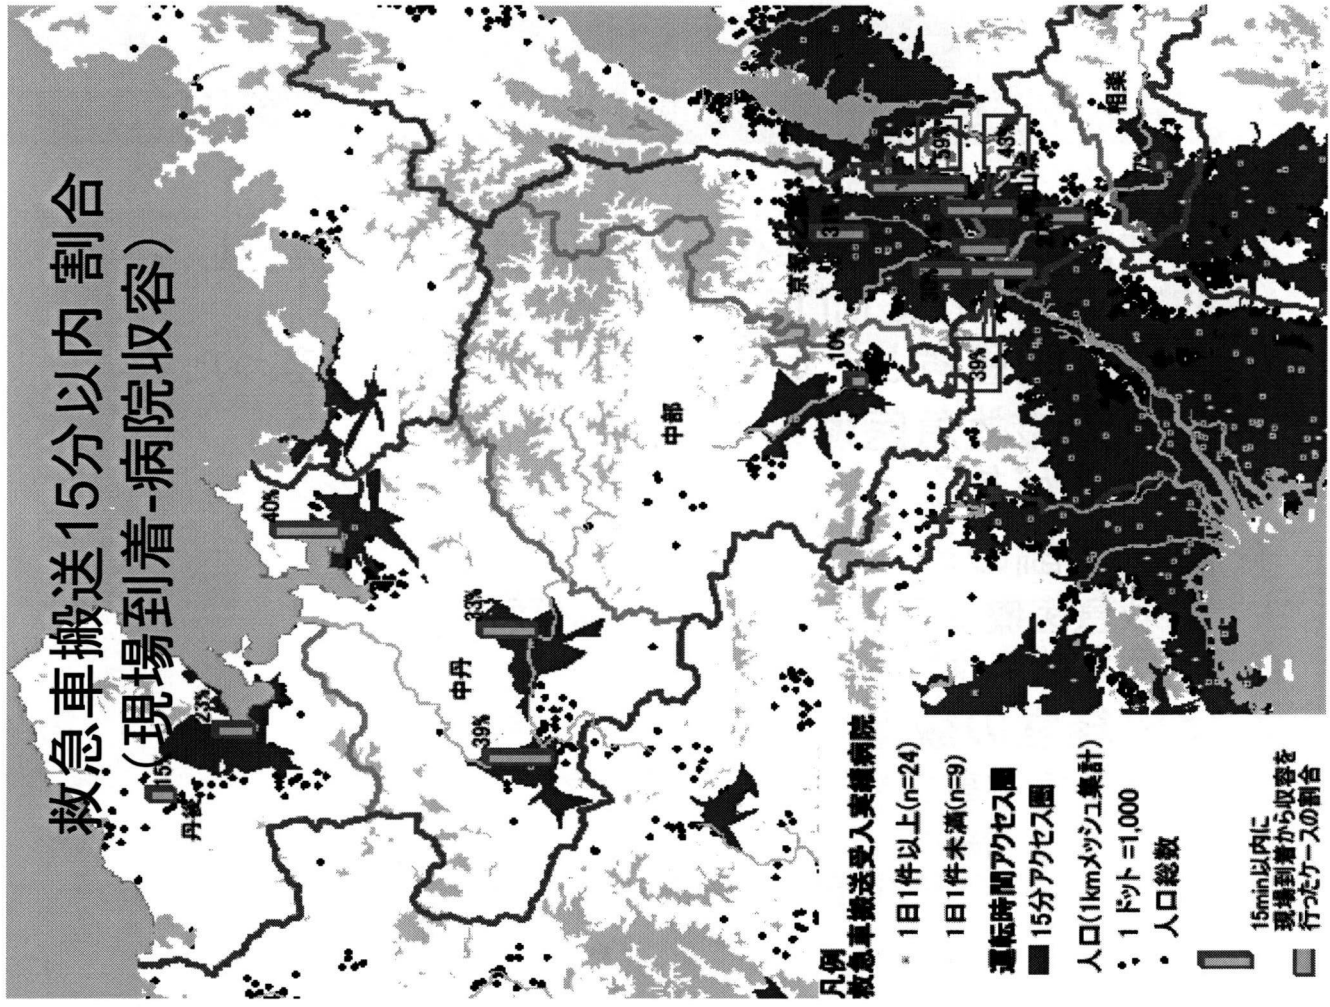 救急車搬送15分以内 割合
（現場到着-病院収容）
15%
丹後
23%
40%
中丹
33%
39%
中部
10%
39%
39%
43%
相楽
凡例
救急車搬送受入実績病院
1日1件以上(n=24)
1日1件未満(n=9)
運転時間アクセス圏
15分アクセス圏
人口(1kmメッシュ集計)
1 ドット =1,000
人口総数
15min以内に
現場到着から収容を
行ったケースの割合